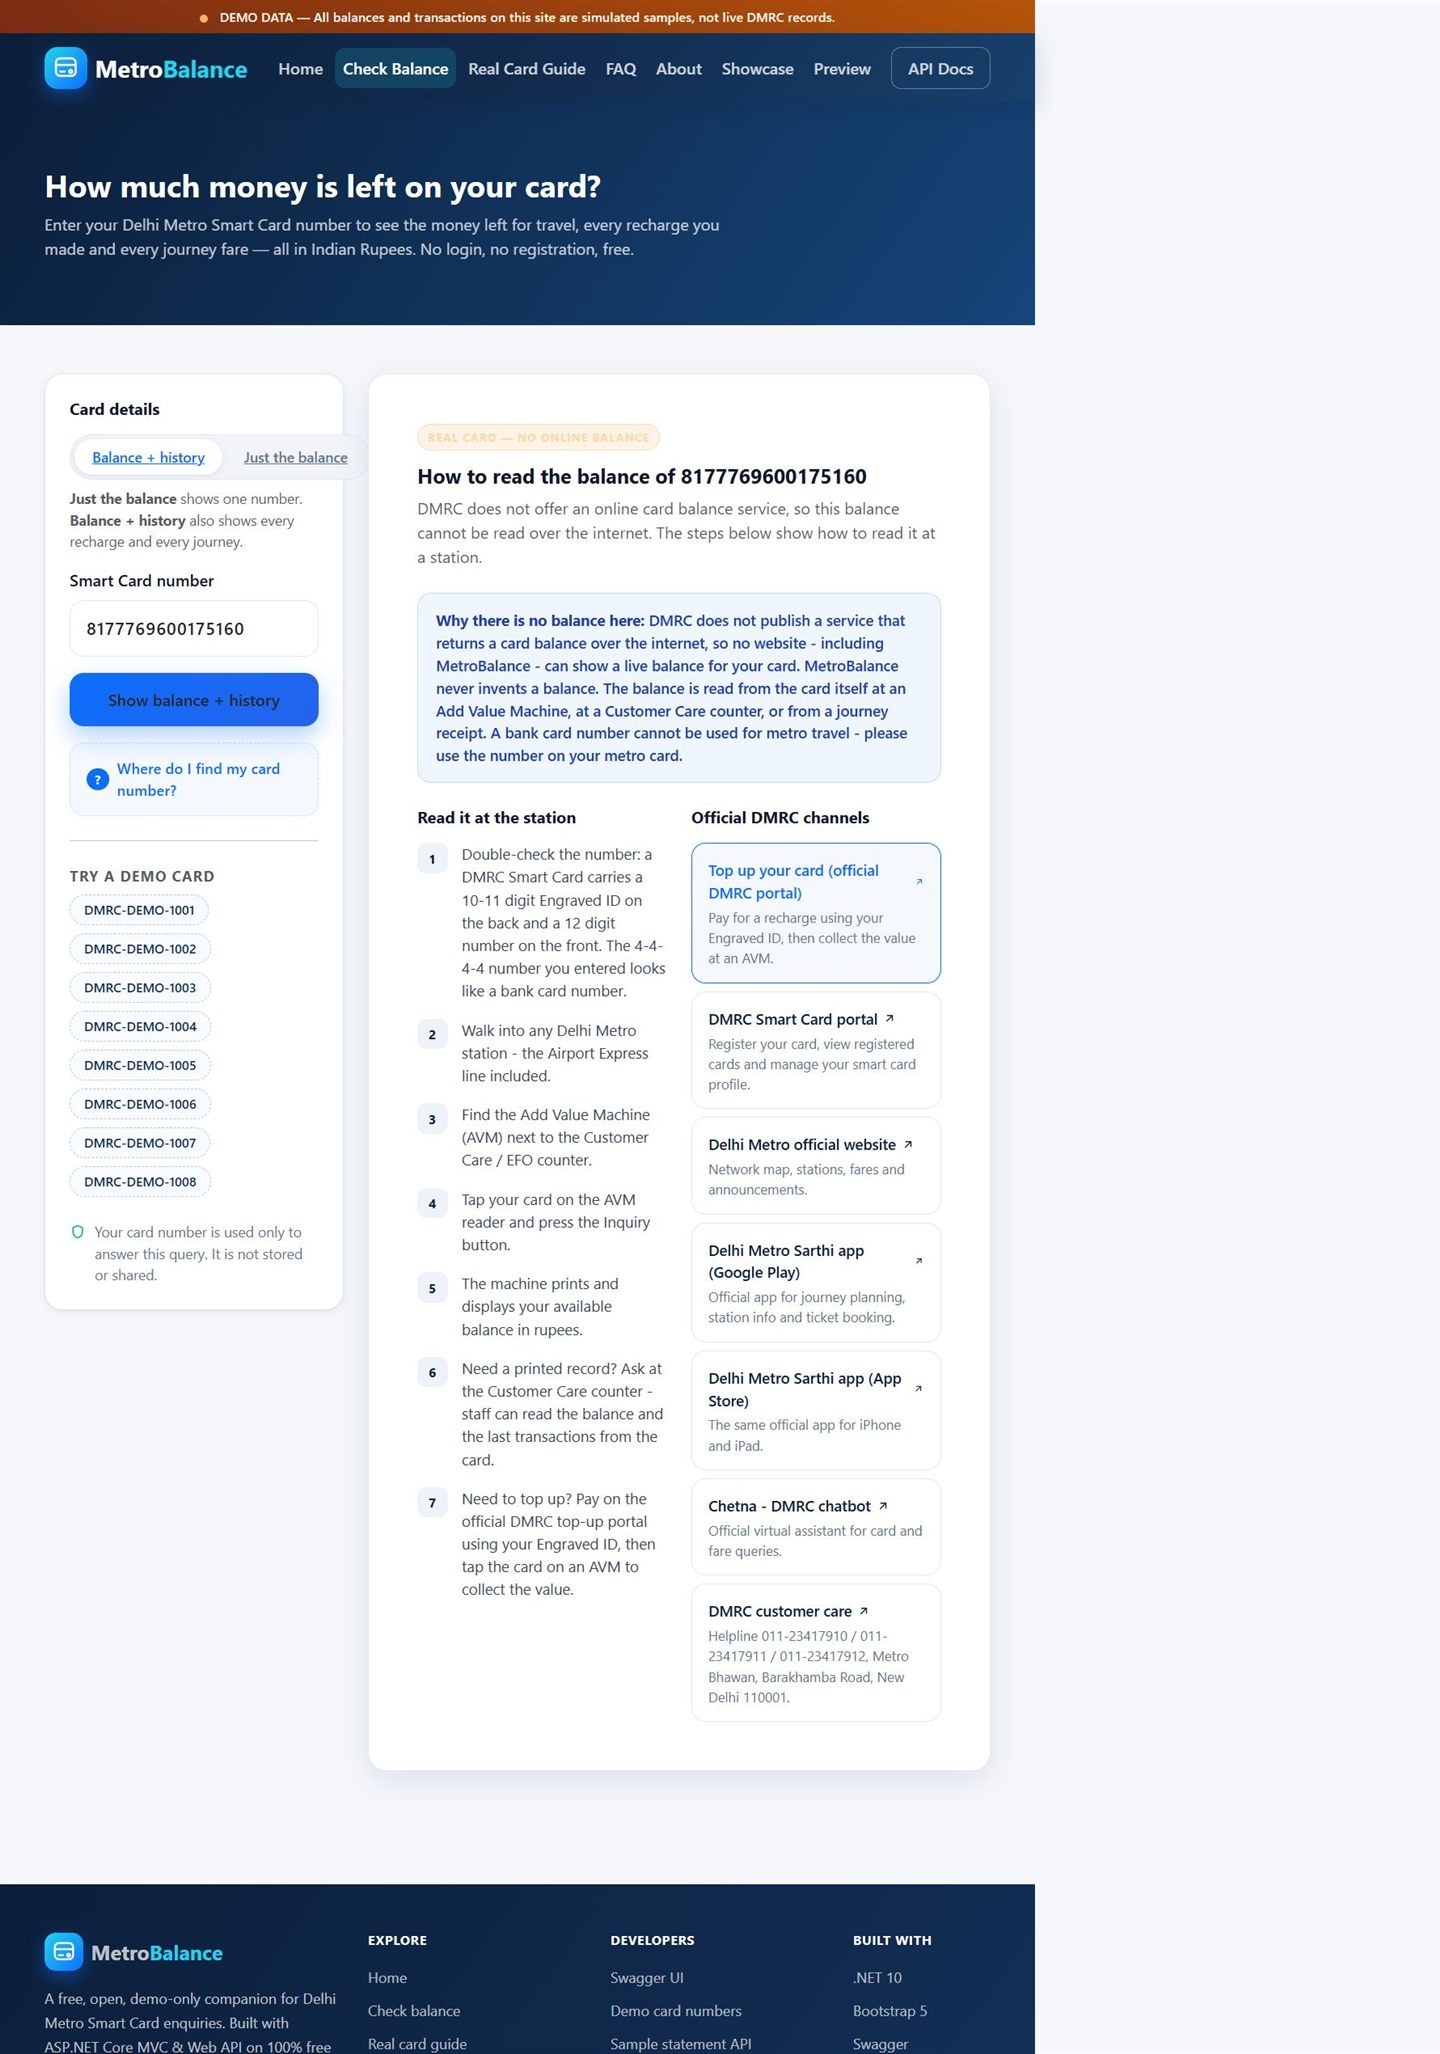 DEMO DATA — All balances and transactions on this site are simulated samples, not live DMRC records.
MetroBalance
Home
Check Balance
Real Card Guide
FAQ
About
Showcase
Preview
API Docs
How much money is left on your card?
Enter your Delhi Metro Smart Card number to see the money left for travel, every recharge you
made and every journey fare — all in Indian Rupees. No login, no registration, free.
Card details
Balance + history
Just the balance
Just the balance shows one number.
Balance + history also shows every
recharge and every journey.
Smart Card number
8177769600175160
Show balance + history
?
Where do I find my card
number?
TRY A DEMO CARD
DMRC-DEMO-1001
DMRC-DEMO-1002
DMRC-DEMO-1003
DMRC-DEMO-1004
DMRC-DEMO-1005
DMRC-DEMO-1006
DMRC-DEMO-1007
DMRC-DEMO-1008
Your card number is used only to
answer this query. It is not stored
or shared.
REAL CARD — NO ONLINE BALANCE
How to read the balance of 8177769600175160
DMRC does not offer an online card balance service, so this balance
cannot be read over the internet. The steps below show how to read it at
a station.
Why there is no balance here: DMRC does not publish a service that
returns a card balance over the internet, so no website - including
MetroBalance - can show a live balance for your card. MetroBalance
never invents a balance. The balance is read from the card itself at an
Add Value Machine, at a Customer Care counter, or from a journey
receipt. A bank card number cannot be used for metro travel - please
use the number on your metro card.
Read it at the station
1
Double-check the number: a
DMRC Smart Card carries a
10-11 digit Engraved ID on
the back and a 12 digit
number on the front. The 4-4-
4-4 number you entered looks
like a bank card number.
2
Walk into any Delhi Metro
station - the Airport Express
line included.
3
Find the Add Value Machine
(AVM) next to the Customer
Care / EFO counter.
4
Tap your card on the AVM
reader and press the Inquiry
button.
5
The machine prints and
displays your available
balance in rupees.
6
Need a printed record? Ask at
the Customer Care counter -
staff can read the balance and
the last transactions from the
card.
7
Need to top up? Pay on the
official DMRC top-up portal
using your Engraved ID, then
tap the card on an AVM to
collect the value.
Official DMRC channels
Top up your card (official
DMRC portal)
Pay for a recharge using your
Engraved ID, then collect the value
at an AVM.
DMRC Smart Card portal
Register your card, view registered
cards and manage your smart card
profile.
Delhi Metro official website
Network map, stations, fares and
announcements.
Delhi Metro Sarthi app
(Google Play)
Official app for journey planning,
station info and ticket booking.
Delhi Metro Sarthi app (App
Store)
The same official app for iPhone
and iPad.
Chetna - DMRC chatbot
Official virtual assistant for card and
fare queries.
DMRC customer care
Helpline 011-23417910 / 011-
23417911 / 011-23417912, Metro
Bhawan, Barakhamba Road, New
Delhi 110001.
MetroBalance
A free, open, demo-only companion for Delhi
Metro Smart Card enquiries. Built with
ASP.NET Core MVC & Web API on 100% free
EXPLORE
Home
Check balance
Real card guide
DEVELOPERS
Swagger UI
Demo card numbers
Sample statement API
BUILT WITH
.NET 10
Bootstrap 5
Swagger